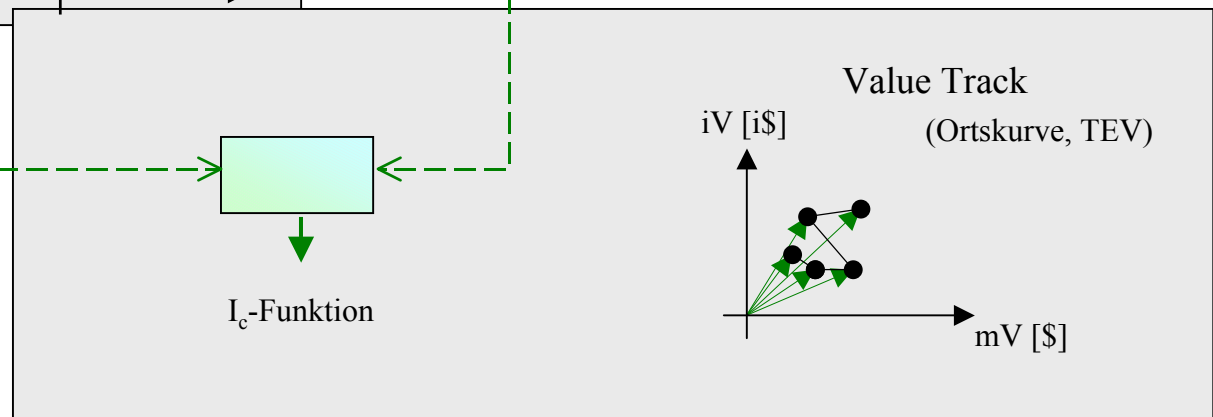 Value Track
(Ortskurve, TEV)
iV [i$]
mV [$]
Ic-Funktion